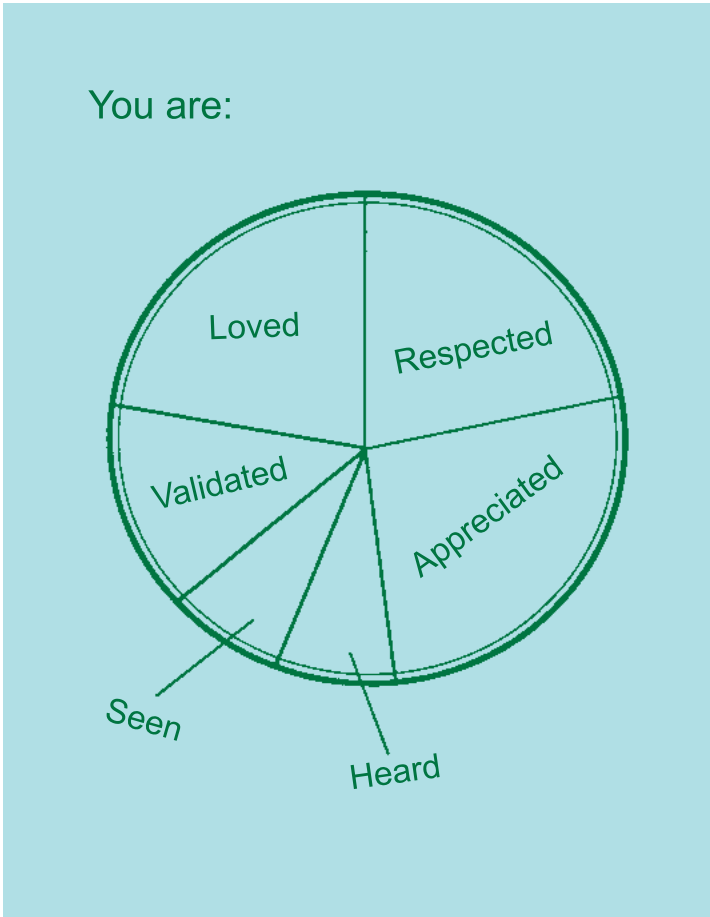 You are:
Loved
Respected
Validated
Appreciated
Seen
Heard